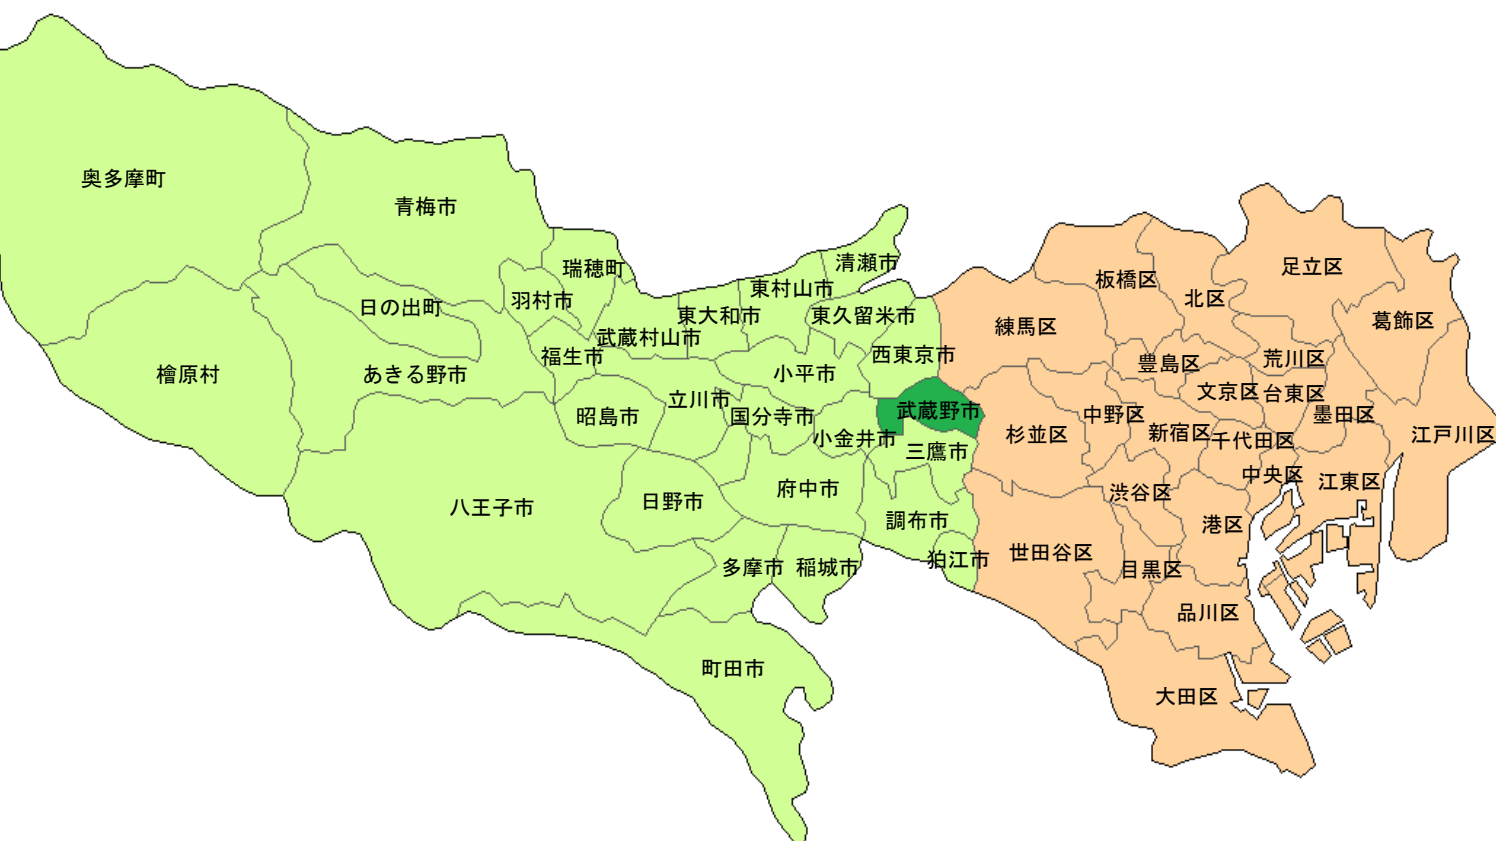 奥多摩町
青梅市
檜原村
日の出町
あきる野市
羽村市
瑞穂町
福生市
武蔵村山市
東大和市
東村山市
清瀬市
東久留米市
西東京市
小平市
昭島市
立川市
国分寺市
小金井市
武蔵野市
三鷹市
八王子市
日野市
府中市
調布市
狛江市
多摩市
稲城市
町田市
練馬区
板橋区
北区
足立区
葛飾区
豊島区
荒川区
文京区
台東区
墨田区
江戸川区
杉並区
中野区
新宿区
千代田区
中央区
江東区
渋谷区
港区
世田谷区
目黒区
品川区
大田区